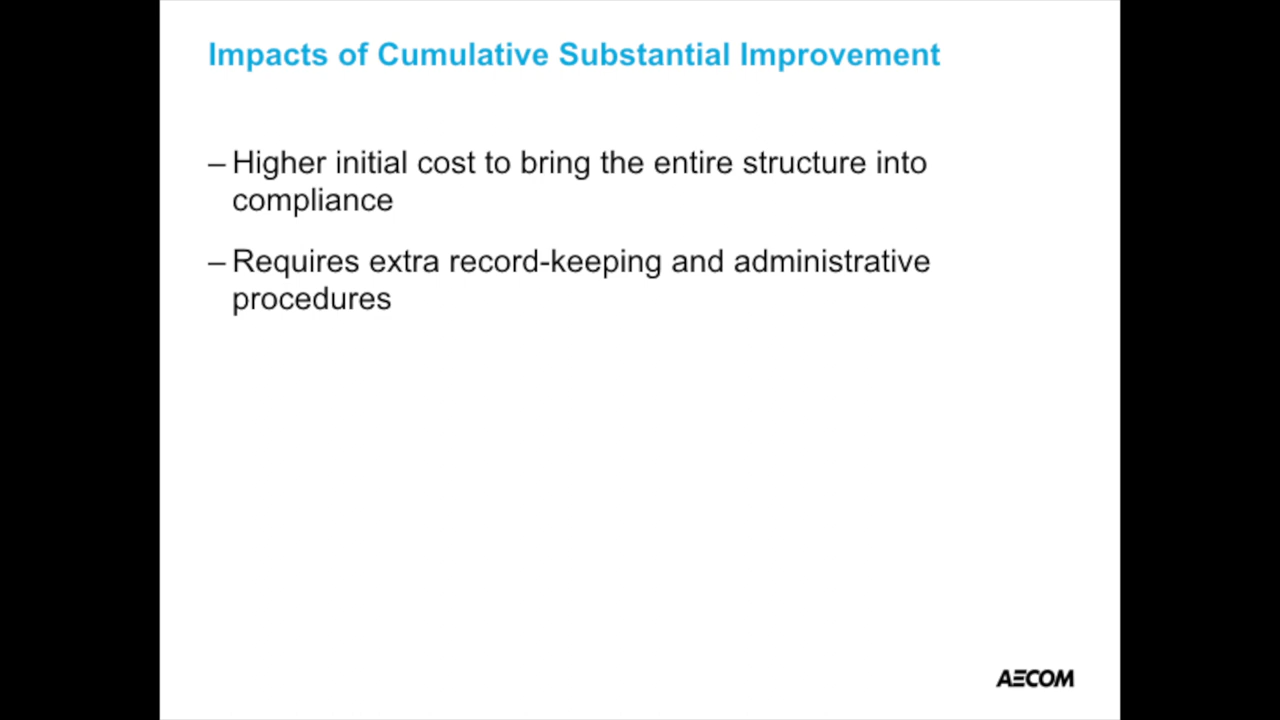 Impacts of Cumulative Substantial Improvement
– Higher initial cost to bring the entire structure into
compliance
– Requires extra record-keeping and administrative
procedures
AECOM